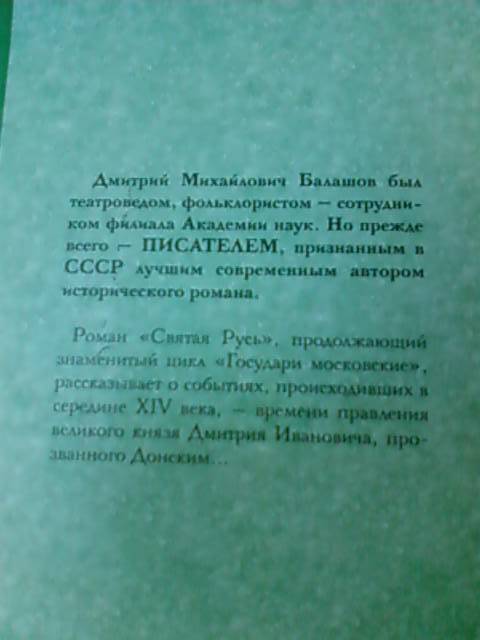 Дмитрий Михайлович Балашов был
театроведом, фольклористом — сотрудни-
ком филиала Академии наук. Но прежде
всего — ПИСАТЕЛЕМ, признанным в
СССР лучшим современным автором
исторического романа.
Роман «Святая Русь», продолжающий
знаменитый цикл «Государи московские»,
рассказывает о событиях, происходивших в
середине XIV века, — времени правления
великого князя Дмитрия Ивановича, про-
званного Донским...